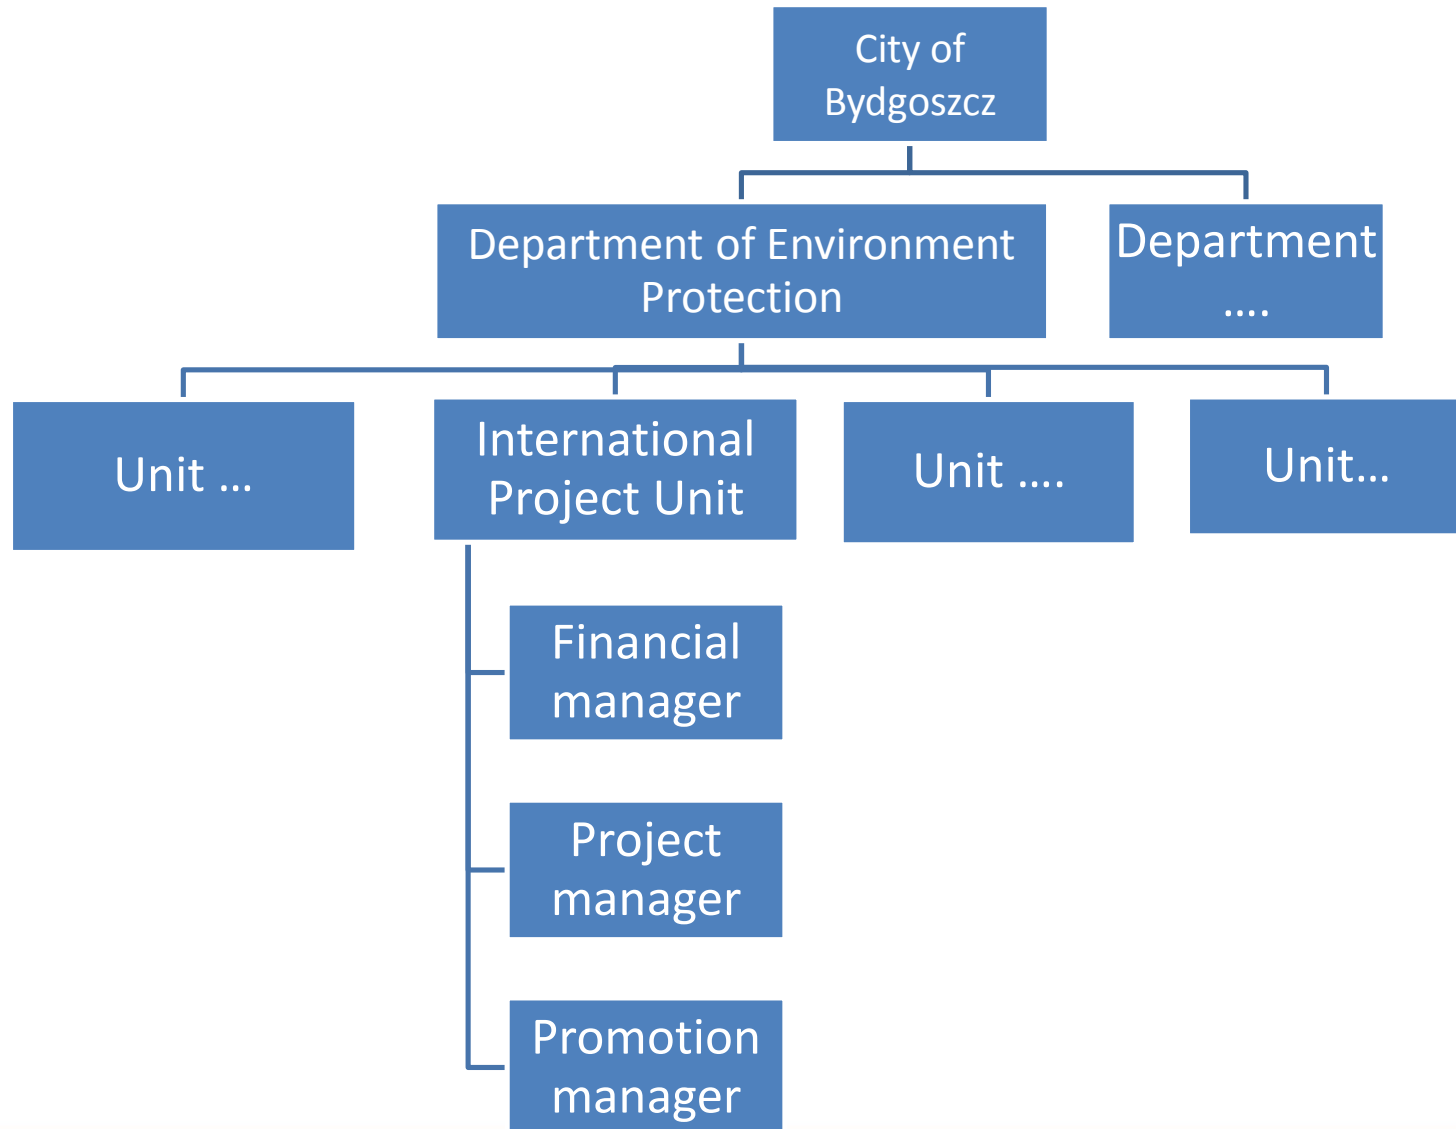 City of
Bydgoszcz
Department of Environment
Protection
Department
....
Unit ...
International
Project Unit
Unit ....
Unit...
Financial
manager
Project
manager
Promotion
manager